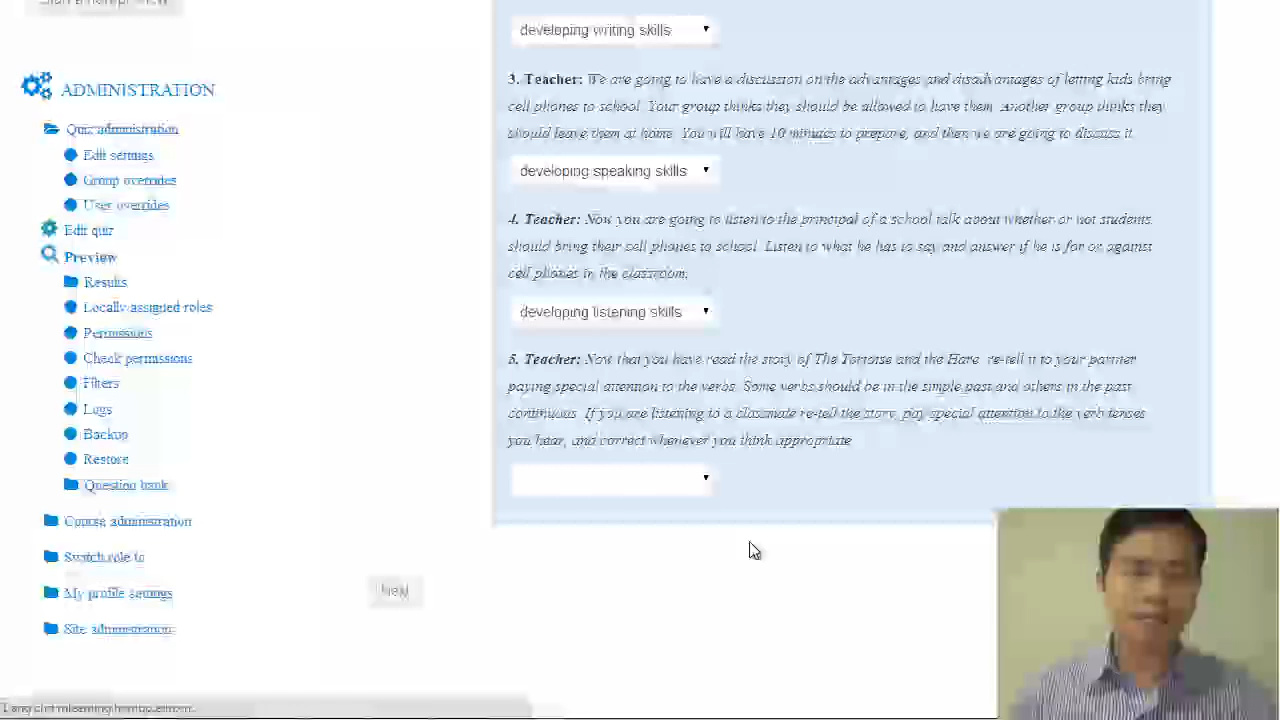 developing writing skills
ADMINISTRATION
3. Teacher: We are going to have a discussion on the advantages and disadvantages of letting kids bring
cell phones to school. Your group thinks they should be allowed to have them. Another group thinks they
should leave them at home. You will have 10 minutes to prepare, and then we are going to discuss it.
Quiz administration
Edit settings
developing speaking skills
Group overrides
User overrides
4. Teacher: Now you are going to listen to the principal of a school talk about whether or not students
Edit quiz
should bring their cell phones to school. Listen to what he has to say and answer if he is for or against
Preview
cell phones in the classroom.
Results
Locally assigned roles
developing listening skills
Permissions
Check permissions
5. Teacher: Now that you have read the story of The Tortoise and the Hare re-tell it to your partner
Filters
paying special attention to the verbs. Some verbs should be in the simple past and others in the past
Logs
continuous. If you are listening to a classmate re-tell the story, pay special attention to the verb tenses
Backup
you hear, and correct whenever you think appropriate
Restore
Question bank
Course administration
Switch role to
Next
My profile settings
Site administration